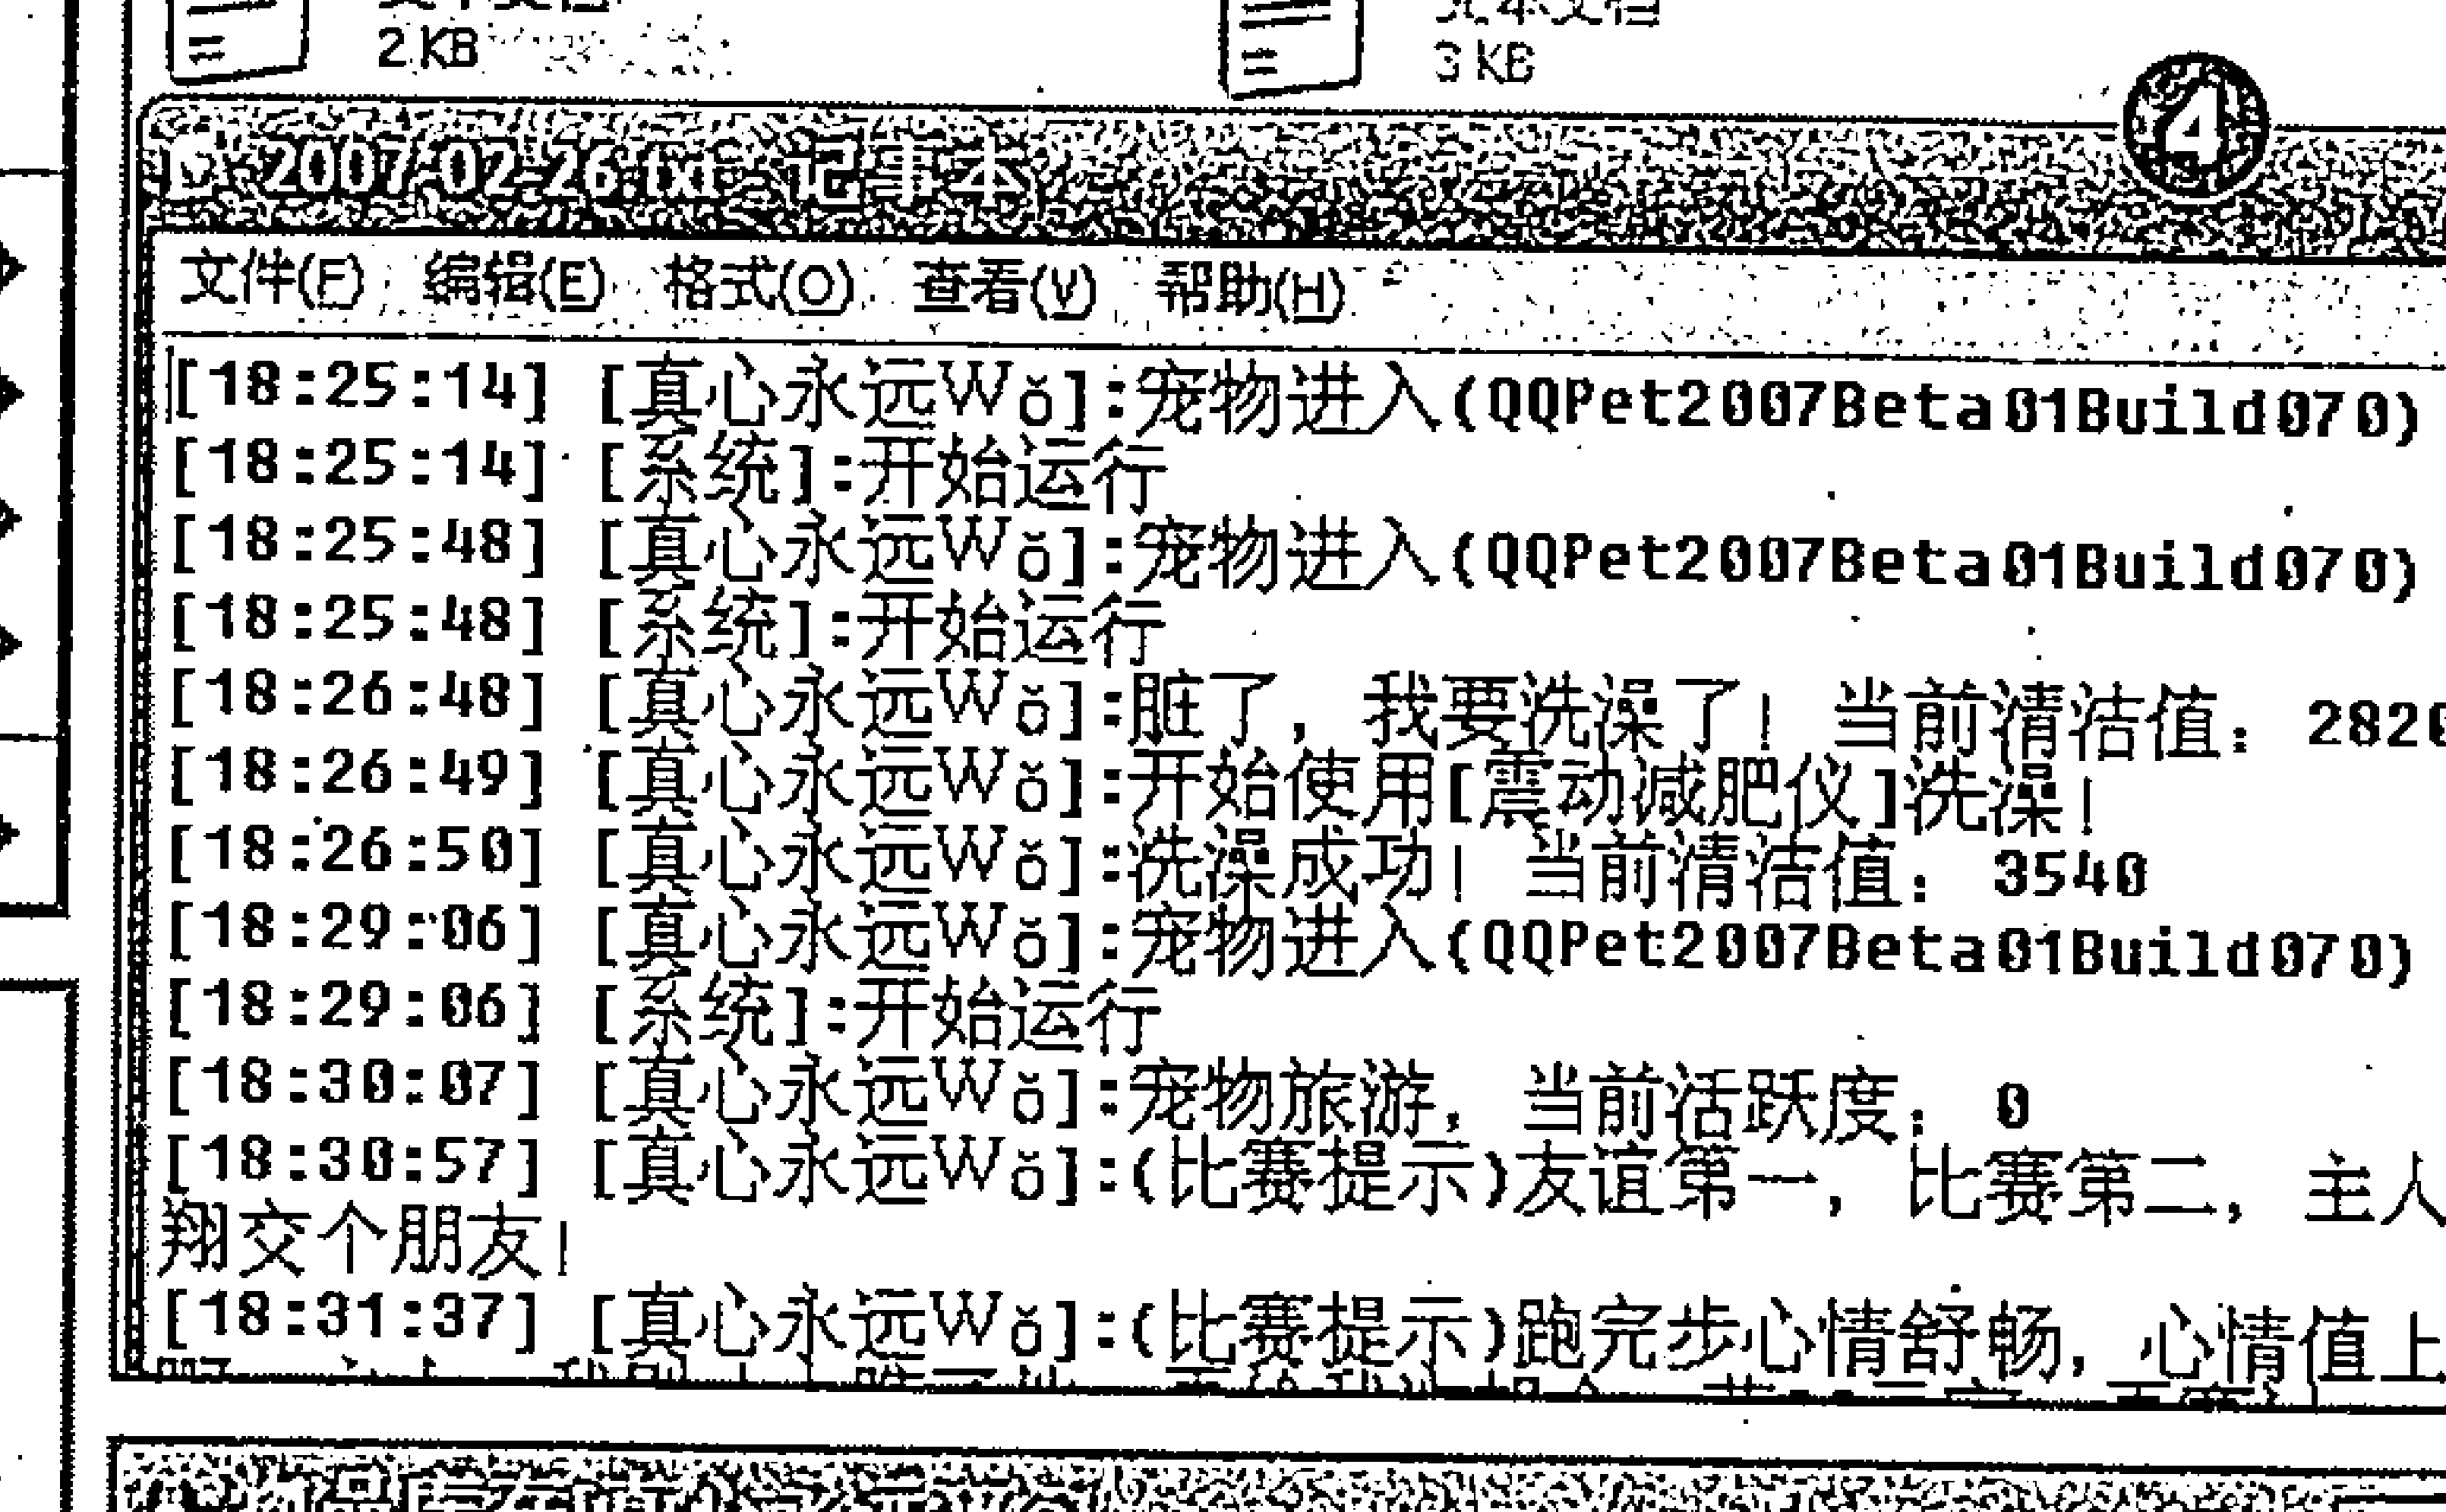 2 KB
文本文档
3 KB
4
2007-02-26.txt - 记事本
文件(F) 编辑(E) 格式(O) 查看(V) 帮助(H)
[18:25:14] [真心永远Wǒ]:宠物进入(QQPet2007Beta01Build070)
[18:25:14] [系统]:开始运行
[18:25:48] [真心永远Wǒ]:宠物进入(QQPet2007Beta01Build070)
[18:25:48] [系统]:开始运行
[18:26:48] [真心永远Wǒ]:脏了，我要洗澡了！当前清洁值：2820
[18:26:49] [真心永远Wǒ]:开始使用[震动减肥仪]洗澡！
[18:26:50] [真心永远Wǒ]:洗澡成功！当前清洁值：3540
[18:29:06] [真心永远Wǒ]:宠物进入(QQPet2007Beta01Build070)
[18:29:06] [系统]:开始运行
[18:30:07] [真心永远Wǒ]:宠物旅游，当前活跃度：0
[18:30:57] [真心永远Wǒ]:(比赛提示)友谊第一，比赛第二，主人
翔交个朋友！
[18:31:37] [真心永远Wǒ]:(比赛提示)跑完步心情舒畅，心情值上